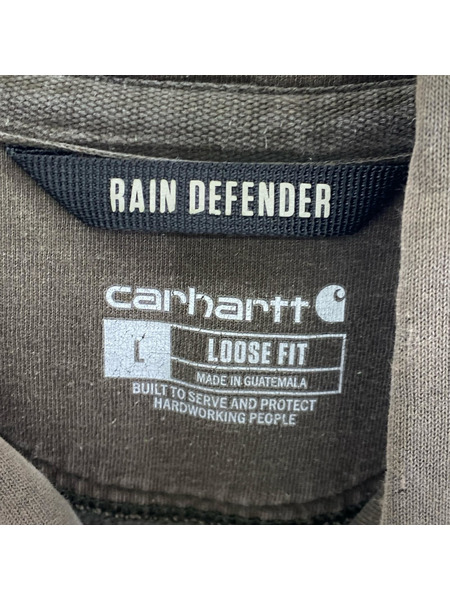 RAIN DEFENDER
carhartt
L LOOSE FIT
MADE IN GUATEMALA
BUILT TO SERVE AND PROTECT
HARDWORKING PEOPLE